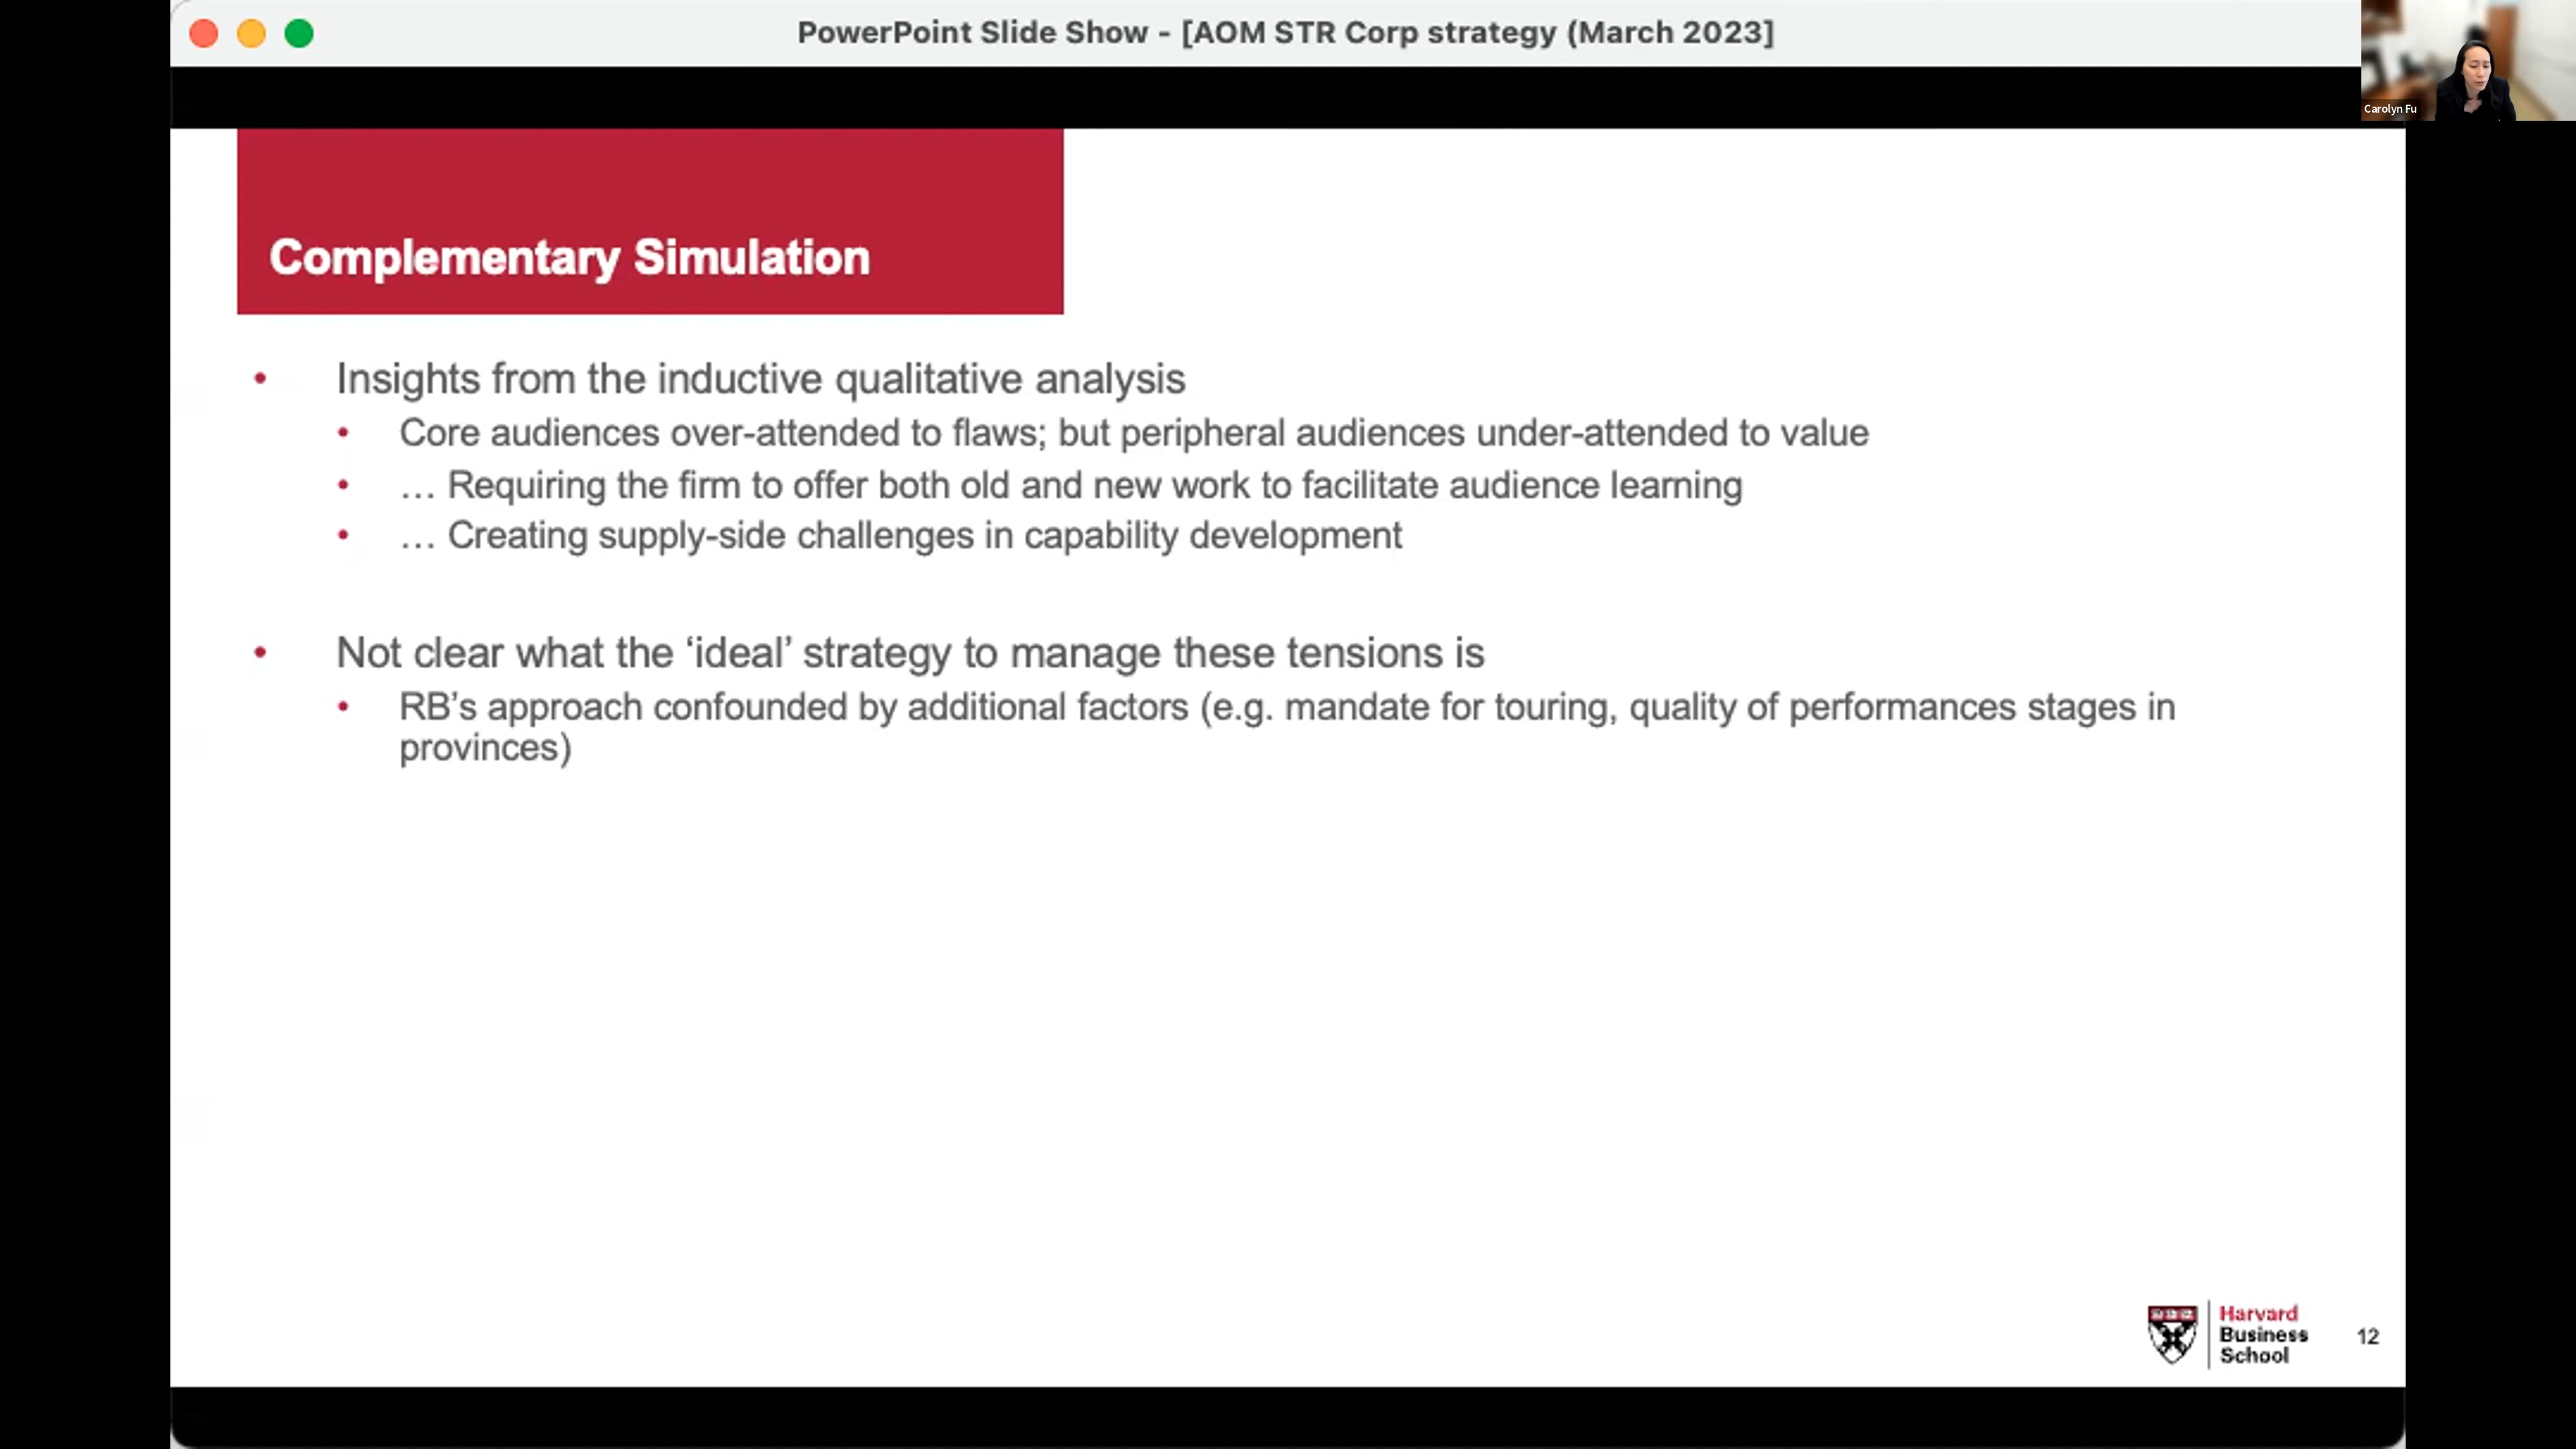 PowerPoint Slide Show - [AOM STR Corp strategy (March 2023]
Carolyn Fu
Complementary Simulation
• Insights from the inductive qualitative analysis
• Core audiences over-attended to flaws; but peripheral audiences under-attended to value
• … Requiring the firm to offer both old and new work to facilitate audience learning
• … Creating supply-side challenges in capability development
• Not clear what the ‘ideal’ strategy to manage these tensions is
• RB’s approach confounded by additional factors (e.g. mandate for touring, quality of performances stages in
provinces)
Harvard
Business
School
12